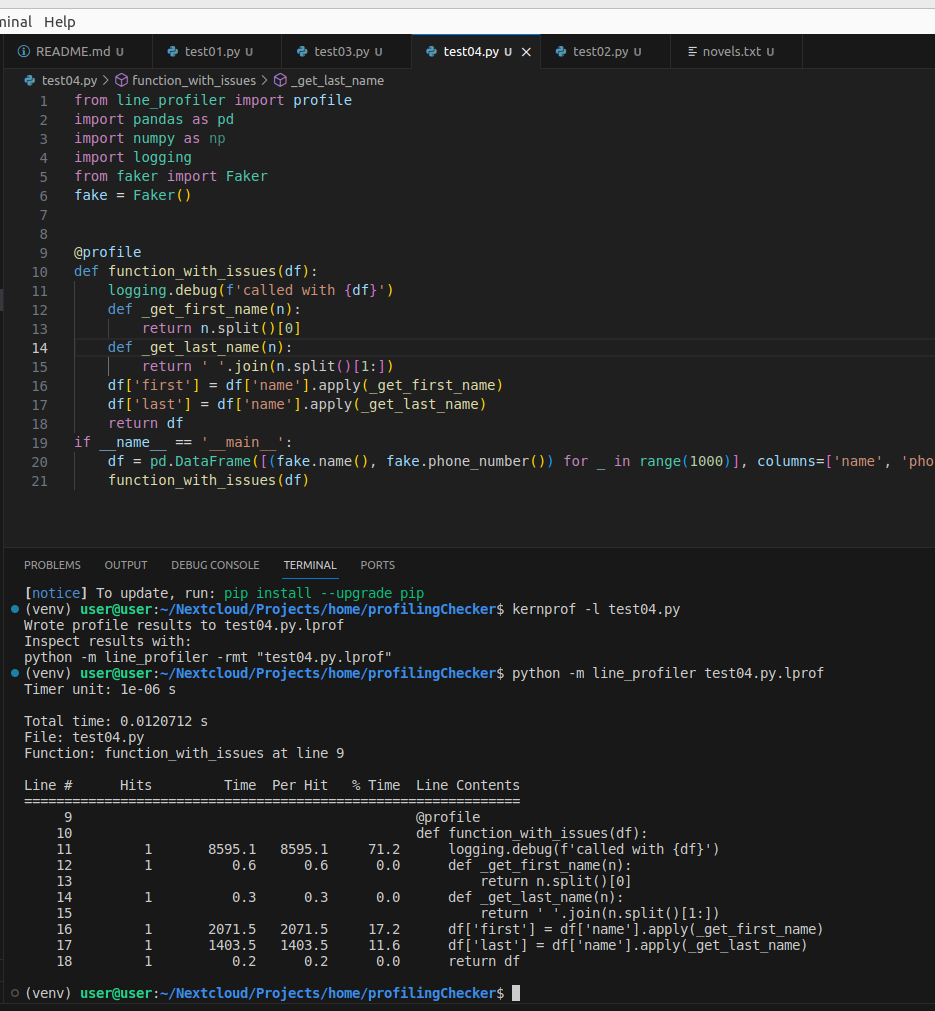 minal Help
README.md U test01.py U test03.py U test04.py U test02.py U novels.txt U
test04.py > function_with_issues > _get_last_name
1 from line_profiler import profile
2 import pandas as pd
3 import numpy as np
4 import logging
5 from faker import Faker
6 fake = Faker()
7
8
9 @profile
10 def function_with_issues(df):
11     logging.debug(f'called with {df}')
12     def _get_first_name(n):
13         return n.split()[0]
14     def _get_last_name(n):
15         return ' '.join(n.split()[1:])
16     df['first'] = df['name'].apply(_get_first_name)
17     df['last'] = df['name'].apply(_get_last_name)
18     return df
19 if __name__ == '__main__':
20     df = pd.DataFrame([(fake.name(), fake.phone_number()) for _ in range(1000)], columns=['name', 'pho
21     function_with_issues(df)
PROBLEMS OUTPUT DEBUG CONSOLE TERMINAL PORTS
[notice] To update, run: pip install --upgrade pip
(venv) user@user:~/Nextcloud/Projects/home/profilingChecker$ kernprof -l test04.py
Wrote profile results to test04.py.lprof
Inspect results with:
python -m line_profiler -rmt "test04.py.lprof"
(venv) user@user:~/Nextcloud/Projects/home/profilingChecker$ python -m line_profiler test04.py.lprof
Timer unit: 1e-06 s
Total time: 0.0120712 s
File: test04.py
Function: function_with_issues at line 9
Line #      Hits         Time  Per Hit   % Time  Line Contents
==============================================================
     9                                           @profile
    10                                           def function_with_issues(df):
    11         1       8595.1   8595.1     71.2      logging.debug(f'called with {df}')
    12         1          0.6      0.6      0.0      def _get_first_name(n):
    13                                                   return n.split()[0]
    14         1          0.3      0.3      0.0      def _get_last_name(n):
    15                                                   return ' '.join(n.split()[1:])
    16         1       2071.5   2071.5     17.2      df['first'] = df['name'].apply(_get_first_name)
    17         1       1403.5   1403.5     11.6      df['last'] = df['name'].apply(_get_last_name)
    18         1          0.2      0.2      0.0      return df
(venv) user@user:~/Nextcloud/Projects/home/profilingChecker$